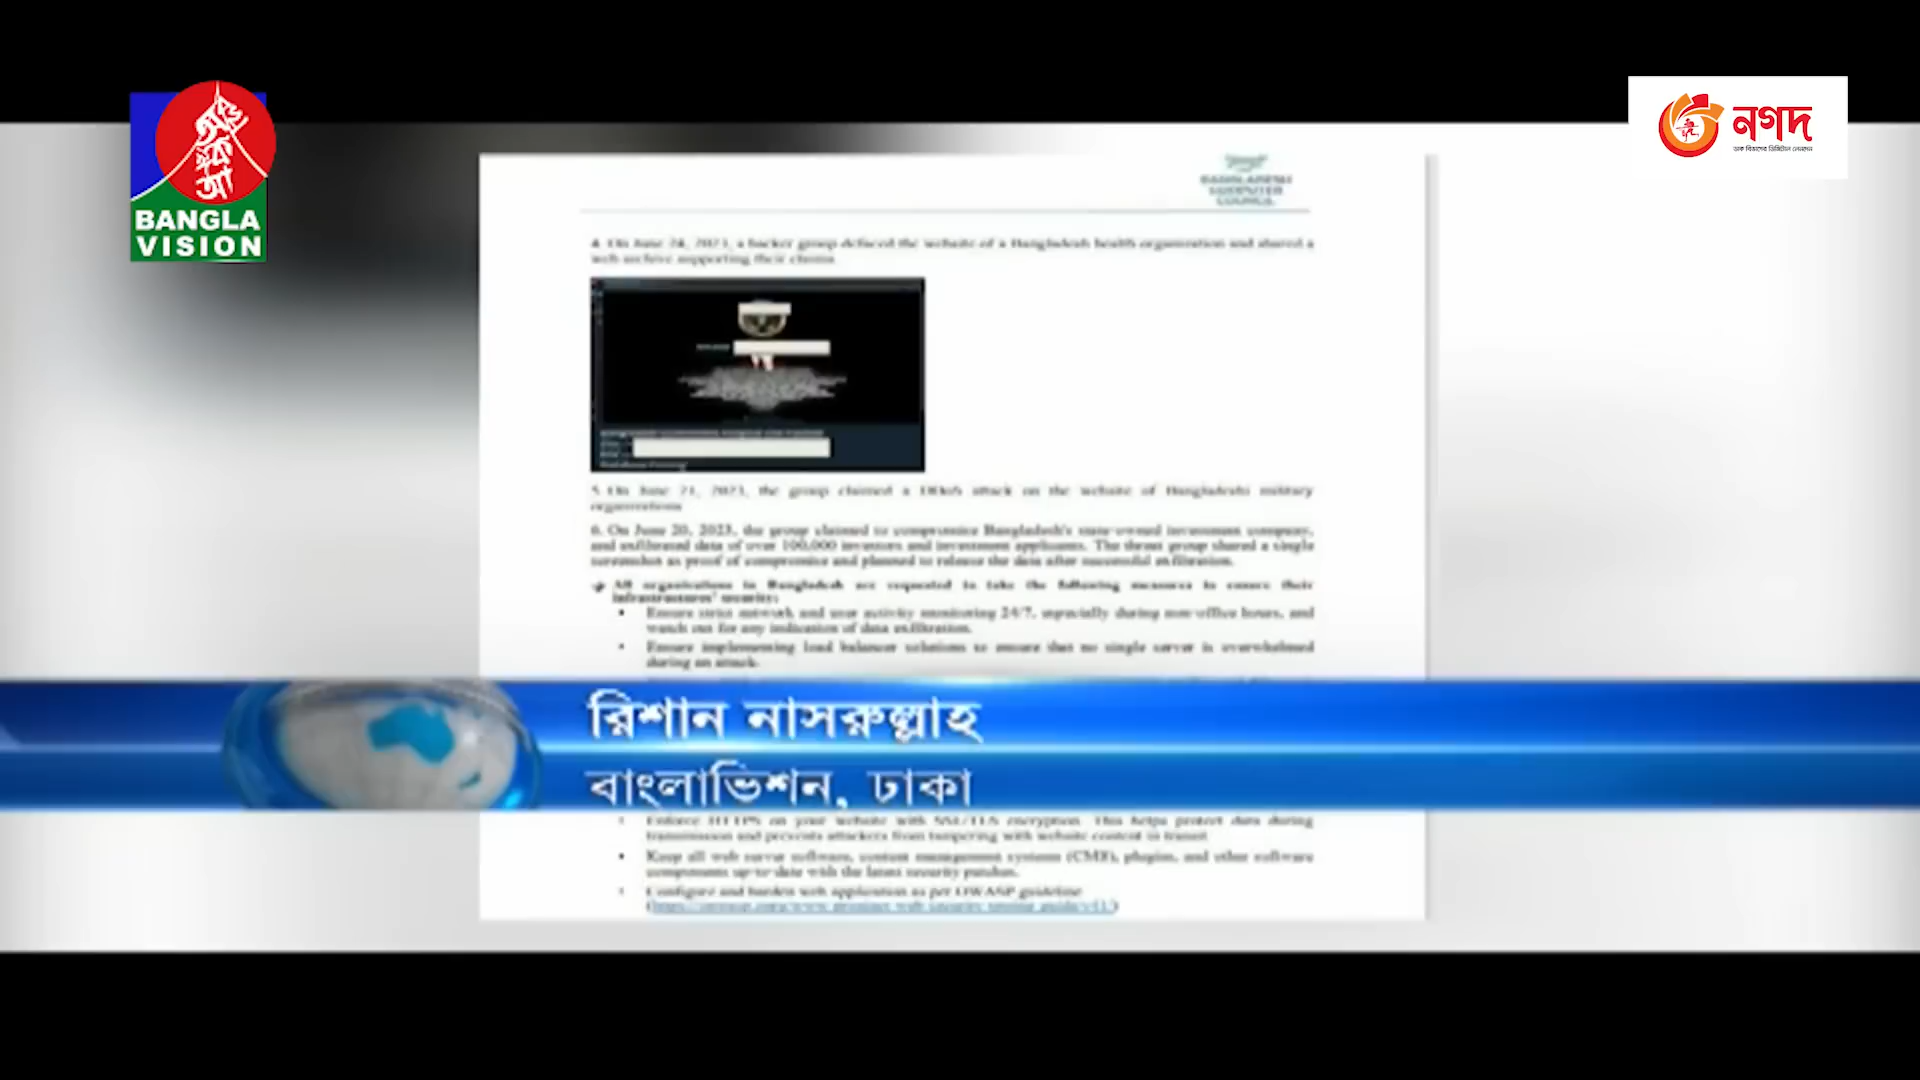 BANGLA
VISION
নগদ
ডাক বিভাগের ডিজিটাল লেনদেন
BANGLADESH
COMPUTER
COUNCIL
4. On June 24, 2023, a hacker group defaced the website of a Bangladesh health organization and shared a
web archive supporting their claims
5. On June 21, 2023, the group claimed a DDoS attack on the website of Bangladeshi military
organizations
6. On June 20, 2023, the group claimed to compromise Bangladesh's state-owned investment company,
and exfiltrated data of over 100,000 investors and investment applicants. The threat group shared a single
screenshot as proof of compromise and planned to release the data after successful exfiltration.
All organizations in Bangladesh are requested to take the following measures to ensure their
infrastructures' security:
• Ensure strict network and user activity monitoring 24/7, especially during non-office hours, and
watch out for any indication of data exfiltration.
• Ensure implementing load balancer solutions to ensure that no single server is overwhelmed
during an attack.
রিশান নাসরুল্লাহ
বাংলাভিশন, ঢাকা
• Enforce HTTPS on your website with SSL/TLS encryption. This helps protect data during
transmission and prevents attackers from tampering with website content in transit
• Keep all web server software, content management systems (CMS), plugins, and other software
components up-to-date with the latest security patches.
• Configure and harden web application as per OWASP guideline